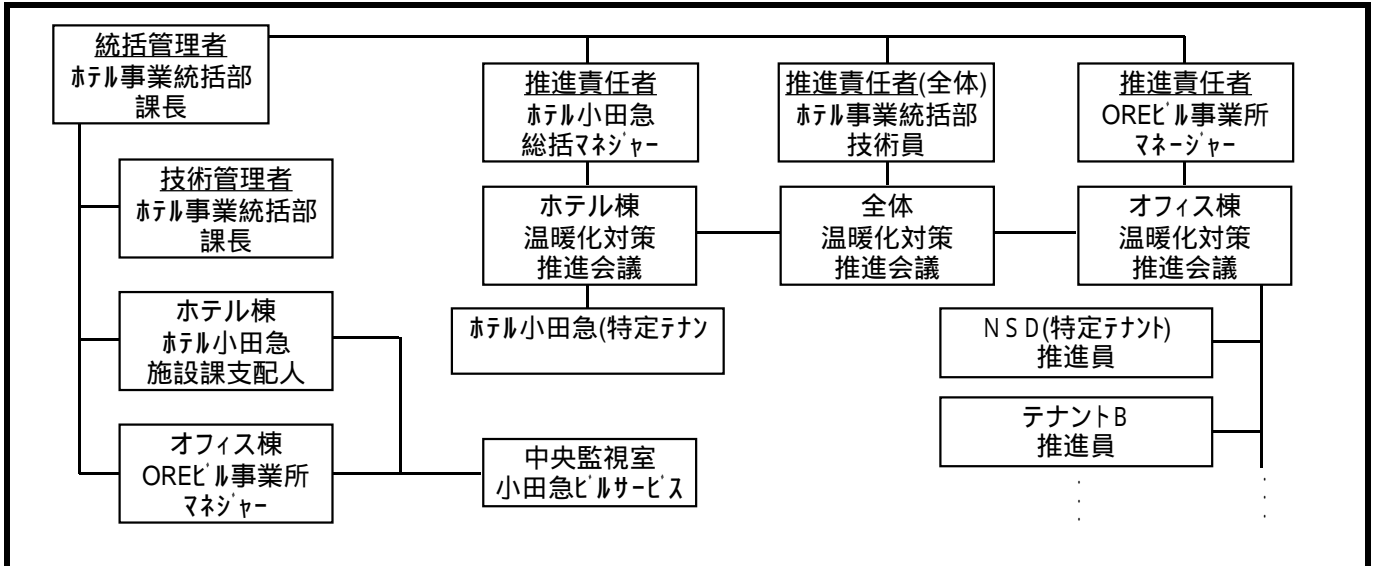 統括管理者
ﾎﾃﾙ事業統括部
課長
推進責任者
ﾎﾃﾙ小田急
総括ﾏﾈｼﾞｬｰ
推進責任者(全体)
ﾎﾃﾙ事業統括部
技術員
推進責任者
OREﾋﾞﾙ事業所
ﾏﾈｰｼﾞｬｰ
技術管理者
ﾎﾃﾙ事業統括部
課長
ホテル棟
温暖化対策
推進会議
全体
温暖化対策
推進会議
オフィス棟
温暖化対策
推進会議
ホテル棟
ﾎﾃﾙ小田急
施設課支配人
ﾎﾃﾙ小田急(特定ﾃﾅﾝ
ＮＳＤ(特定ﾃﾅﾝﾄ)
推進員
テナントB
推進員
オフィス棟
OREﾋﾞﾙ事業所
ﾏﾈｼﾞｬｰ
中央監視室
小田急ﾋﾞﾙｻｰﾋﾞｽ